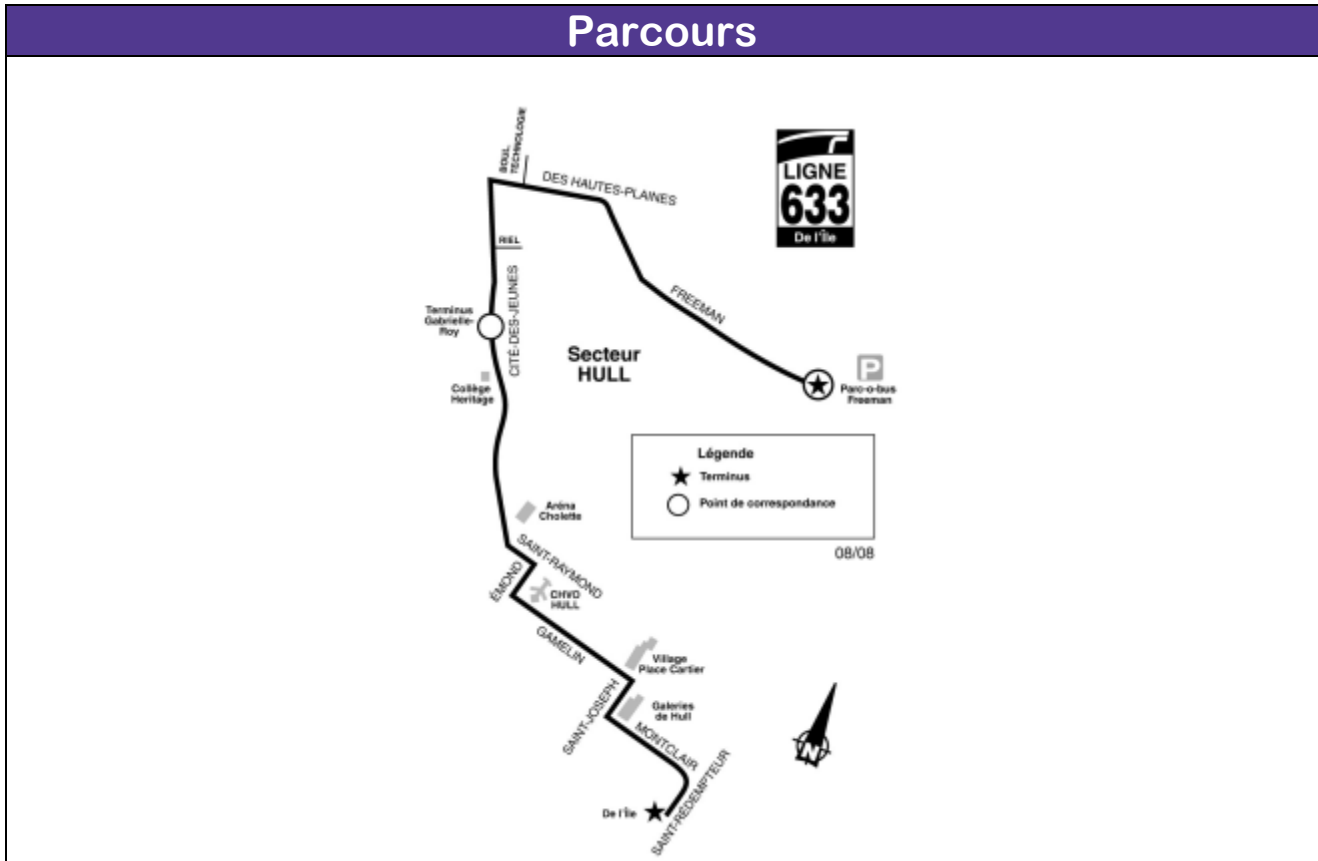 Parcours
BOUL.
TECHNOLOGIE
DES HAUTES-PLAINES
LIGNE
633
De l'Île
RIEL
CITÉ-DES-JEUNES
FREEMAN
Terminus
Gabrielle-
Roy
Secteur
HULL
P
Parc-o-bus
Freeman
Collège
Heritage
Légende
Terminus
Point de correspondance
08/08
Aréna
Cholette
SAINT-RAYMOND
ÉMOND
CHVO
HULL
GAMELIN
Village
Place Cartier
SAINT-JOSEPH
Galeries
de Hull
MONTCLAIR
N
De l'Île
SAINT-RÉDEMPTEUR